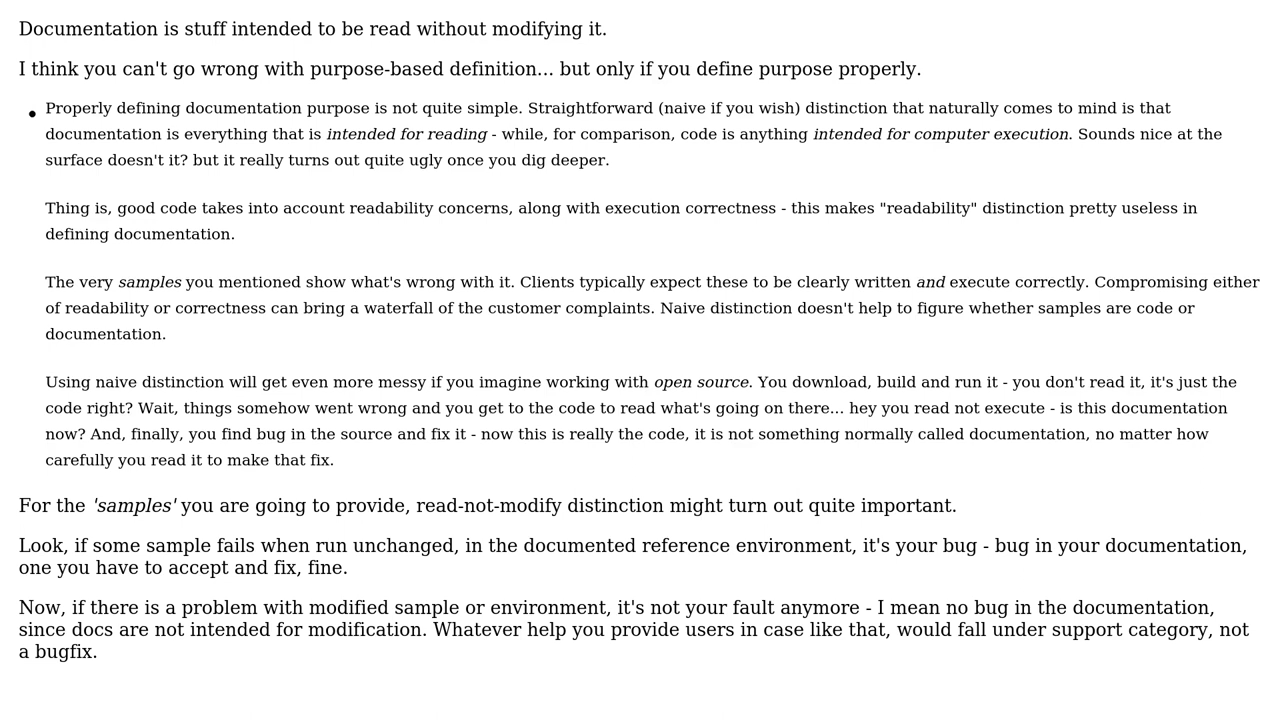 Documentation is stuff intended to be read without modifying it.
I think you can't go wrong with purpose-based definition... but only if you define purpose properly.
• Properly defining documentation purpose is not quite simple. Straightforward (naive if you wish) distinction that naturally comes to mind is that
documentation is everything that is intended for reading - while, for comparison, code is anything intended for computer execution. Sounds nice at the
surface doesn't it? but it really turns out quite ugly once you dig deeper.
Thing is, good code takes into account readability concerns, along with execution correctness - this makes "readability" distinction pretty useless in
defining documentation.
The very samples you mentioned show what's wrong with it. Clients typically expect these to be clearly written and execute correctly. Compromising either
of readability or correctness can bring a waterfall of the customer complaints. Naive distinction doesn't help to figure whether samples are code or
documentation.
Using naive distinction will get even more messy if you imagine working with open source. You download, build and run it - you don't read it, it's just the
code right? Wait, things somehow went wrong and you get to the code to read what's going on there... hey you read not execute - is this documentation
now? And, finally, you find bug in the source and fix it - now this is really the code, it is not something normally called documentation, no matter how
carefully you read it to make that fix.
For the 'samples' you are going to provide, read-not-modify distinction might turn out quite important.
Look, if some sample fails when run unchanged, in the documented reference environment, it's your bug - bug in your documentation,
one you have to accept and fix, fine.
Now, if there is a problem with modified sample or environment, it's not your fault anymore - I mean no bug in the documentation,
since docs are not intended for modification. Whatever help you provide users in case like that, would fall under support category, not
a bugfix.